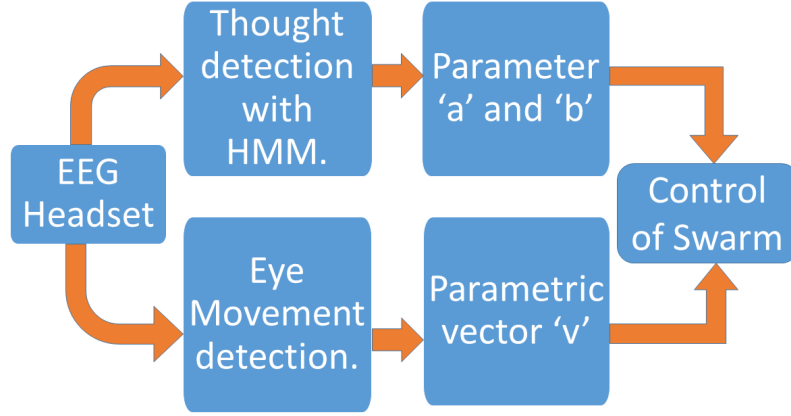 Thought
detection
with
HMM.
Parameter
‘a’ and ‘b’
EEG
Headset
Control
of Swarm
Eye
Movement
detection.
Parametric
vector ‘v’